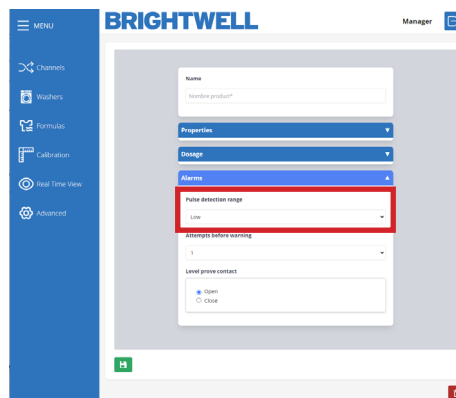 MENU
BRIGHTWELL
Manager
Channels
Washers
Formulas
Calibration
Real Time View
Advanced
Name
Nombre product*
Properties
Dosage
Alarms
Pulse detection range
Low
Attempts before warning
1
Level prove contact
Open
Close